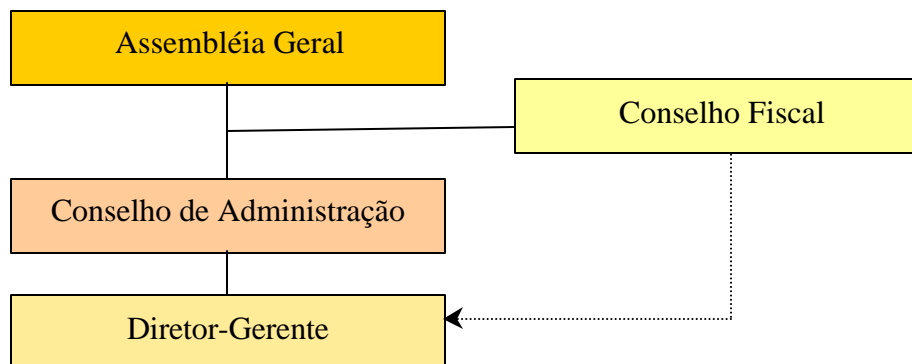 Assembléia Geral
Conselho Fiscal
Conselho de Administração
Diretor-Gerente